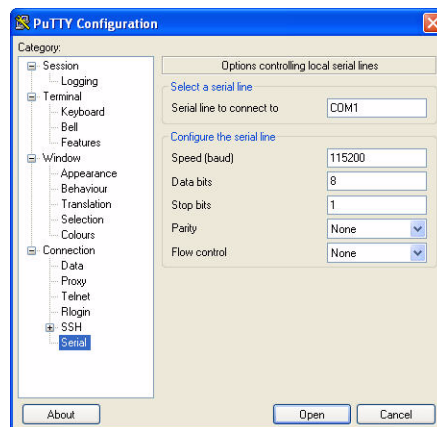 PuTTY Configuration
Category:
Session
Logging
Terminal
Keyboard
Bell
Features
Window
Appearance
Behaviour
Translation
Selection
Colours
Connection
Data
Proxy
Telnet
Rlogin
SSH
Serial
Options controlling local serial lines
Select a serial line
Serial line to connect to COM1
Configure the serial line
Speed (baud) 115200
Data bits 8
Stop bits 1
Parity None
Flow control None
About Open Cancel